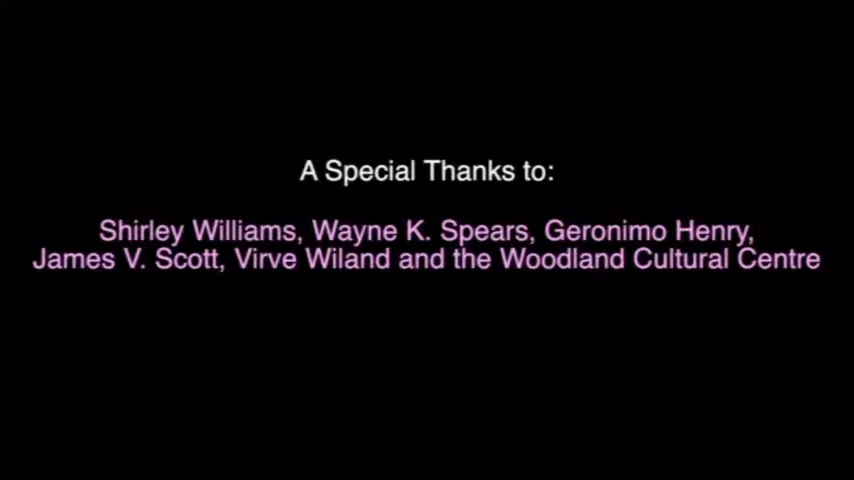 A Special Thanks to:
Shirley Williams, Wayne K. Spears, Geronimo Henry,
James V. Scott, Virve Wiland and the Woodland Cultural Centre